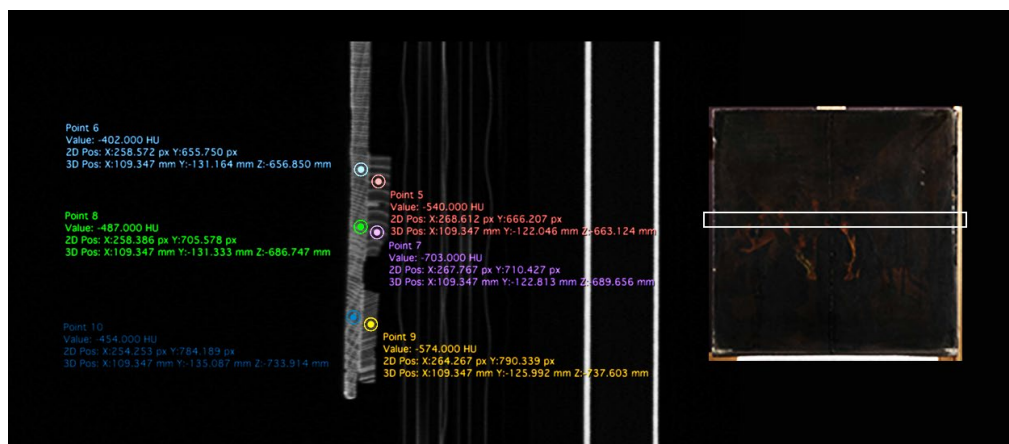 Point 6
Value: -402.000 HU
2D Pos: X:258.572 px Y:655.750 px
3D Pos: X:109.347 mm Y:-131.164 mm Z:-656.850 mm
Point 5
Value: -540.000 HU
2D Pos: X:268.612 px Y:666.207 px
3D Pos: X:109.347 mm Y:-122.046 mm Z:-663.124 mm
Point 8
Value: -487.000 HU
2D Pos: X:258.386 px Y:705.578 px
3D Pos: X:109.347 mm Y:-131.333 mm Z:-686.747 mm
Point 7
Value: -703.000 HU
2D Pos: X:267.767 px Y:710.427 px
3D Pos: X:109.347 mm Y:-122.813 mm Z:-689.656 mm
Point 10
Value: -454.000 HU
2D Pos: X:254.253 px Y:784.189 px
3D Pos: X:109.347 mm Y:-135.087 mm Z:-733.914 mm
Point 9
Value: -574.000 HU
2D Pos: X:264.267 px Y:790.339 px
3D Pos: X:109.347 mm Y:-125.992 mm Z:-737.603 mm